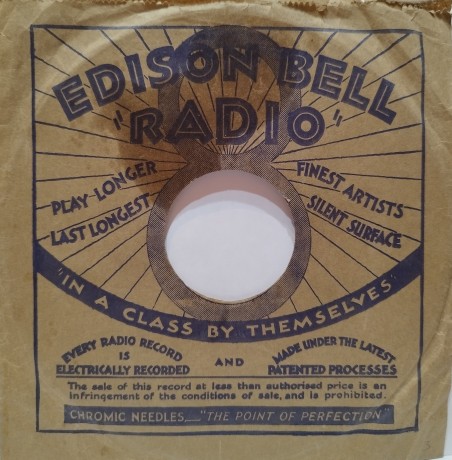 EDISON BELL
"RADIO"
8
PLAY-LONGER
LAST LONGEST
FINEST ARTISTS
SILENT SURFACE
"IN A CLASS BY THEMSELVES"
EVERY RADIO RECORD
IS
ELECTRICALLY RECORDED
AND
MADE UNDER THE LATEST
PATENTED PROCESSES
The sale of this record at less than authorised price is an
infringement of the conditions of sale, and is prohibited.
CHROMIC NEEDLES__"THE POINT OF PERFECTION"